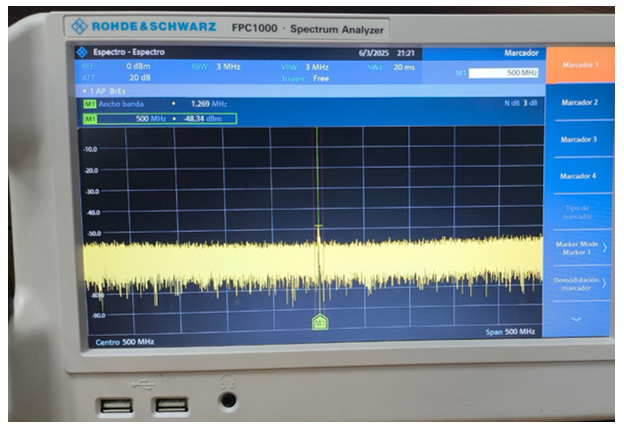 ROHDE&SCHWARZ FPC1000 · Spectrum Analyzer
Espectro - Espectro 6/3/2025 21:21 Marcador
REF: 0 dBm RBW: 3 MHz VBW: 3 MHz SWT: 20 ms
ATT: 20 dB Trigger: Free M1 500 MHz
1 AP BrEs
M1 Ancho banda • 1.269 MHz N dB 3 dB
M1 500 MHz • -48.34 dBm
-10.0
-20.0
-30.0
-40.0
-50.0
-80.0
-90.0
M1
Centro 500 MHz Span 500 MHz
Marcador 1
Marcador 2
Marcador 3
Marcador 4
Tipo de
marcador
Marker Mode
Marker 1
Demodulación
marcador